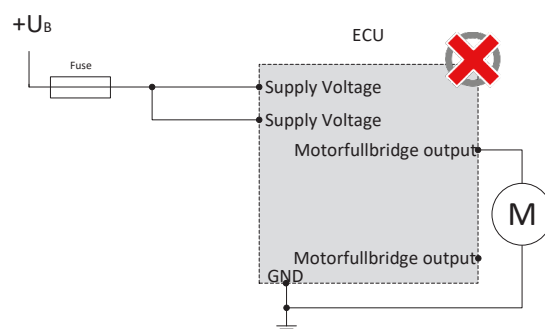 +UB
ECU
Fuse
Supply Voltage
Supply Voltage
Motorfullbridge output
M
Motorfullbridge output
GND